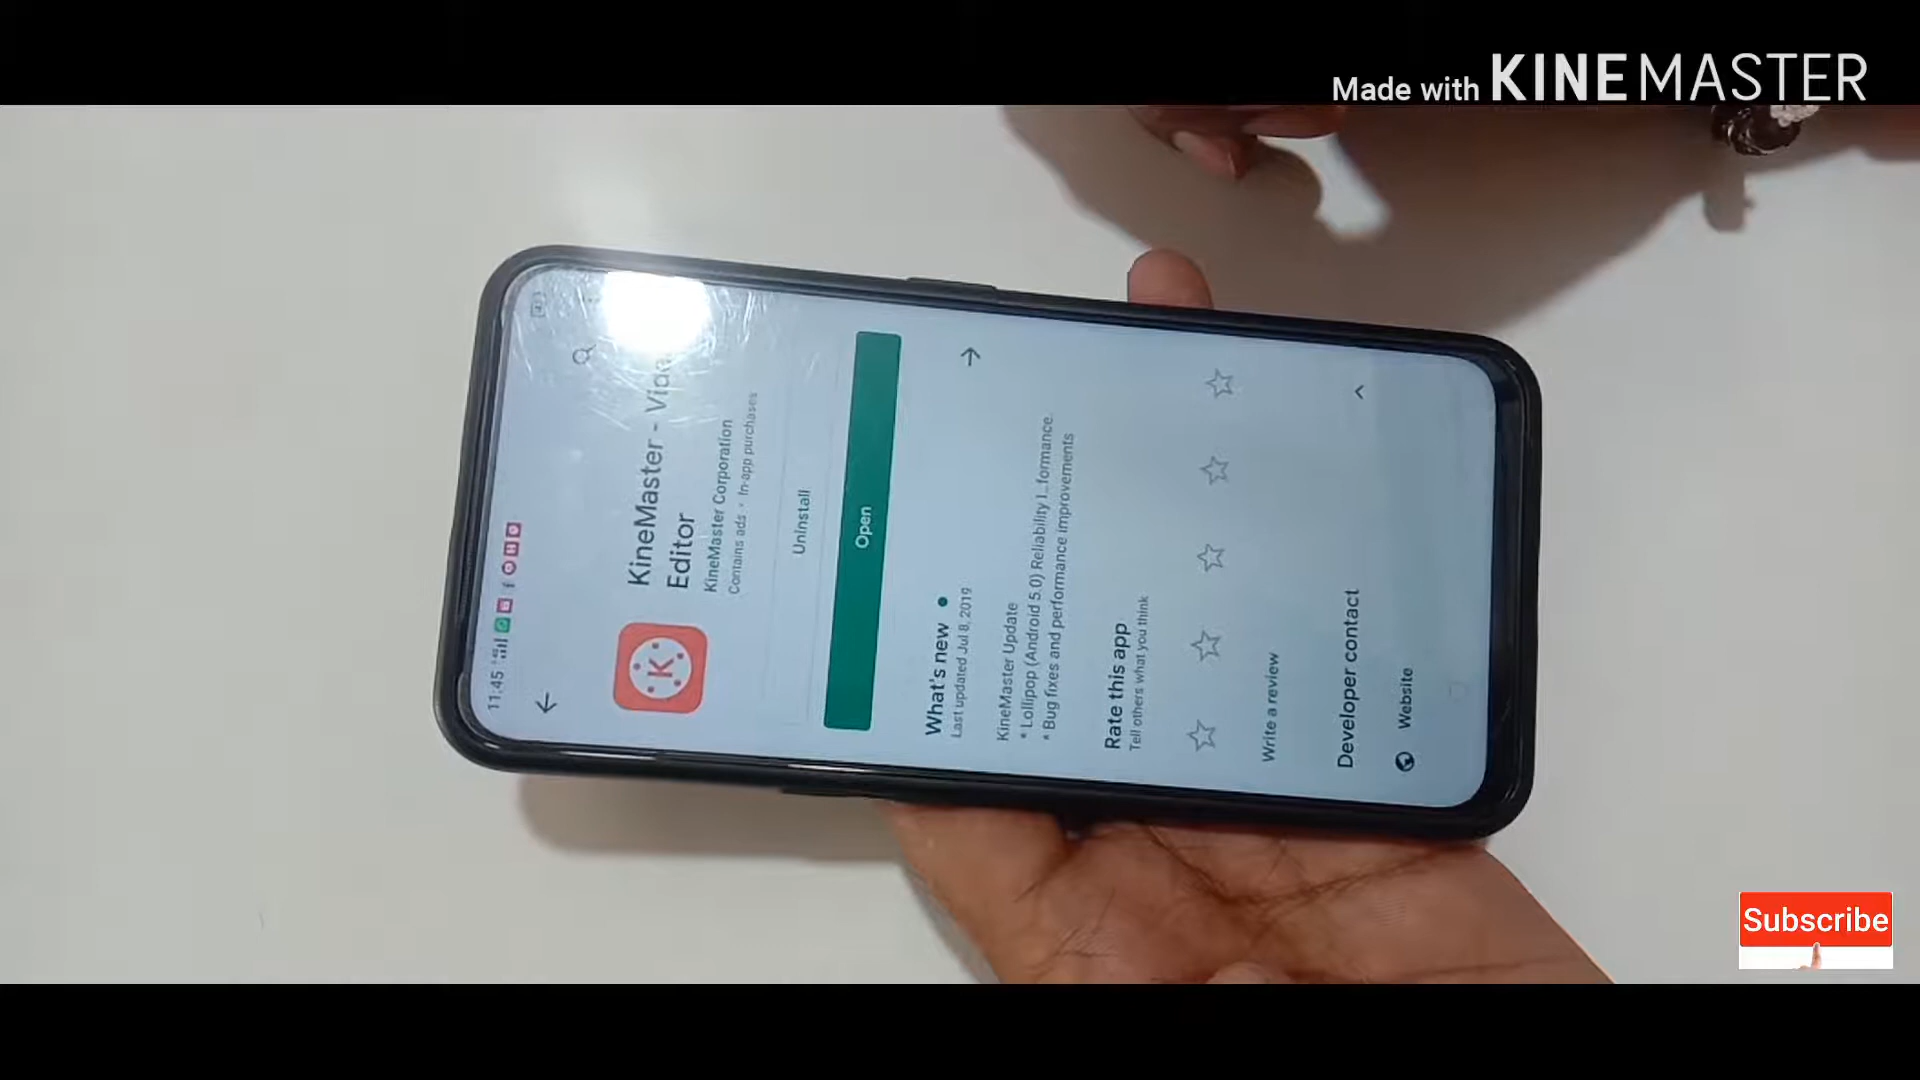 Made with KINEMASTER
11:45
KineMaster - Video
Editor
KineMaster Corporation
Contains ads • In-app purchases
Uninstall
Open
What's new •
Last updated Jul 8, 2019
KineMaster Update
* Lollipop (Android 5.0) Reliability I...formance
* Bug fixes and performance improvements
Rate this app
Tell others what you think
Write a review
Developer contact
Website
Subscribe